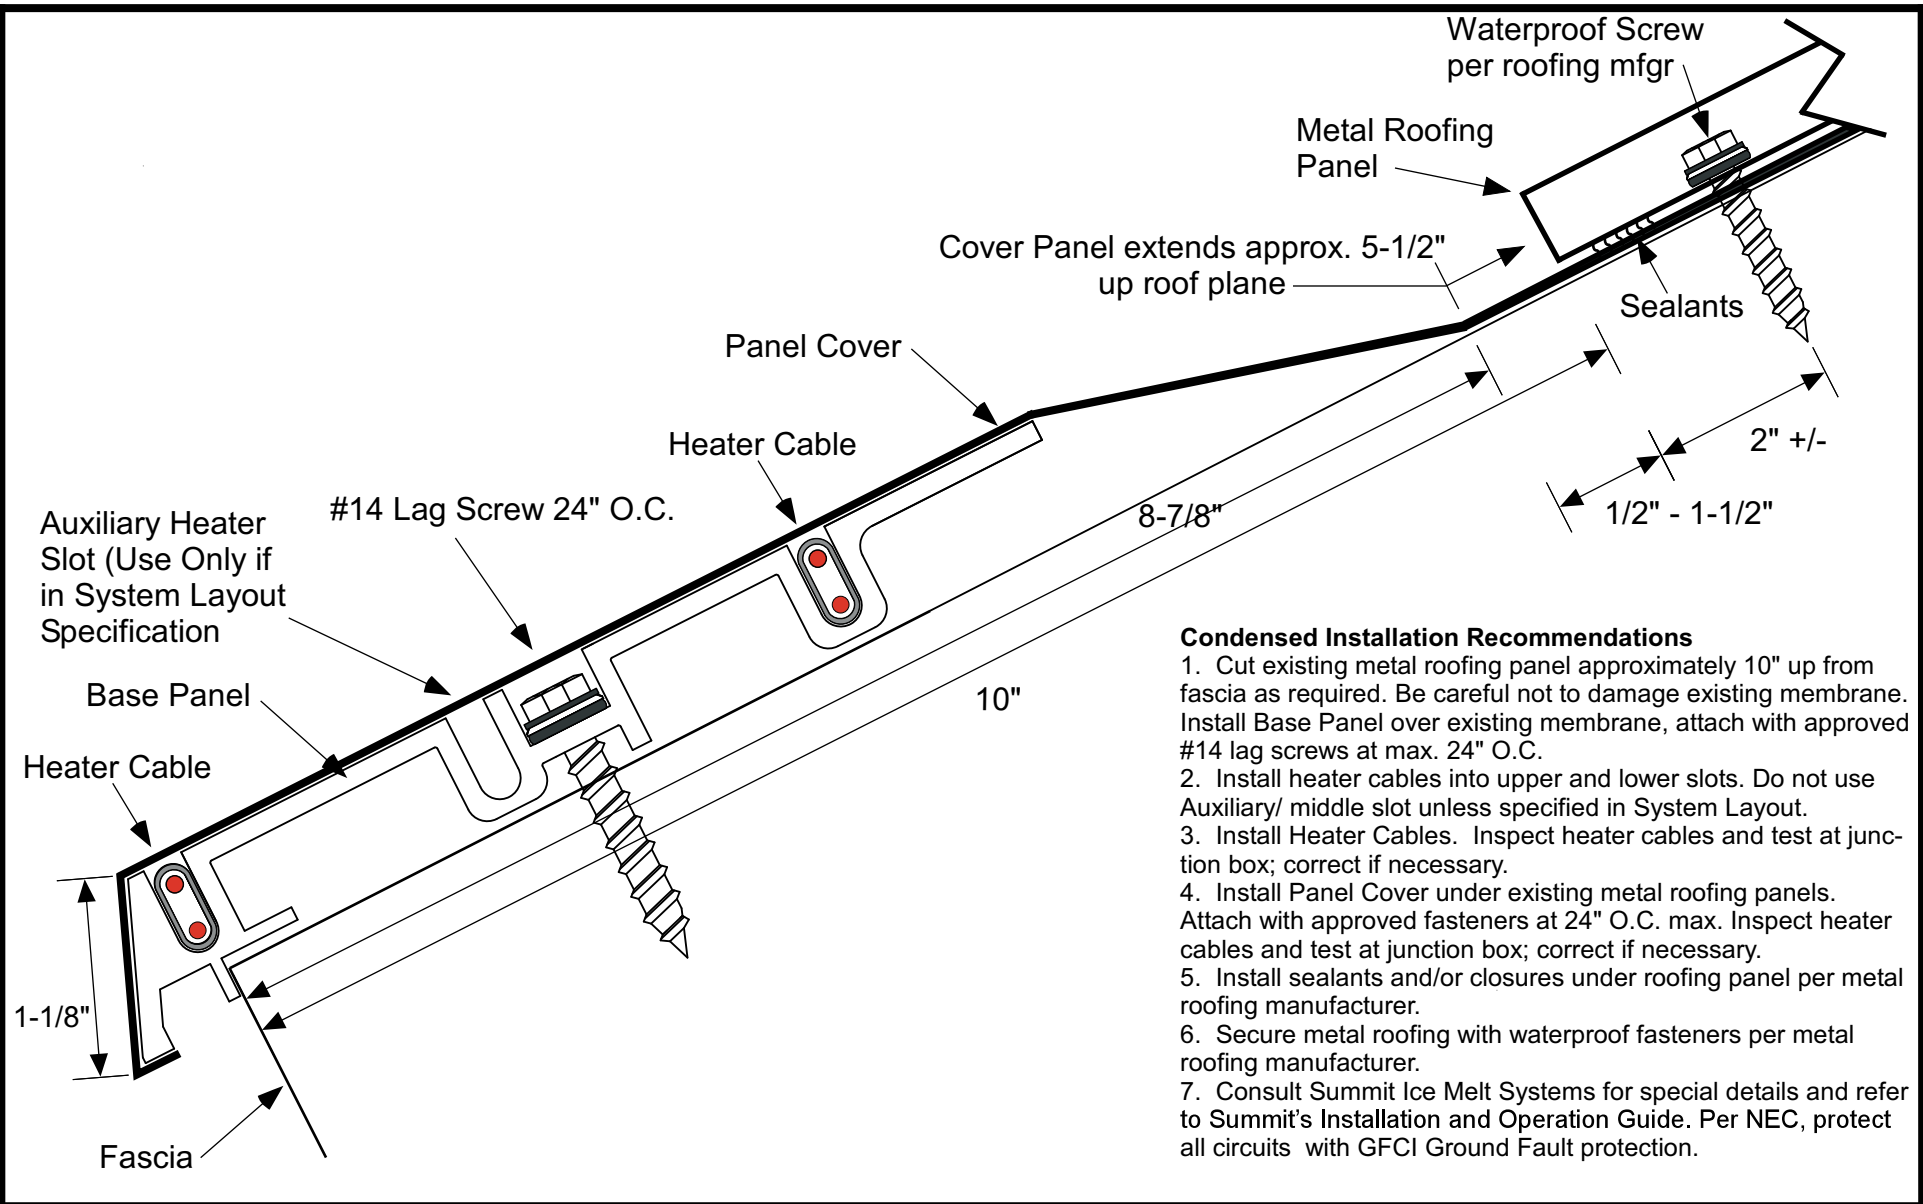 Waterproof Screw
per roofing mfgr
Metal Roofing
Panel
Cover Panel extends approx. 5-1/2"
up roof plane
Sealants
Panel Cover
Heater Cable
2" +/-
1/2" - 1-1/2"
8-7/8"
#14 Lag Screw 24" O.C.
Auxiliary Heater
Slot (Use Only if
in System Layout
Specification
Base Panel
10"
Heater Cable
1-1/8"
Fascia
Condensed Installation Recommendations
1. Cut existing metal roofing panel approximately 10" up from
fascia as required. Be careful not to damage existing membrane.
Install Base Panel over existing membrane, attach with approved
#14 lag screws at max. 24" O.C.
2. Install heater cables into upper and lower slots. Do not use
Auxiliary/ middle slot unless specified in System Layout.
3. Install Heater Cables. Inspect heater cables and test at junc-
tion box; correct if necessary.
4. Install Panel Cover under existing metal roofing panels.
Attach with approved fasteners at 24" O.C. max. Inspect heater
cables and test at junction box; correct if necessary.
5. Install sealants and/or closures under roofing panel per metal
roofing manufacturer.
6. Secure metal roofing with waterproof fasteners per metal
roofing manufacturer.
7. Consult Summit Ice Melt Systems for special details and refer
to Summit's Installation and Operation Guide. Per NEC, protect
all circuits with GFCI Ground Fault protection.